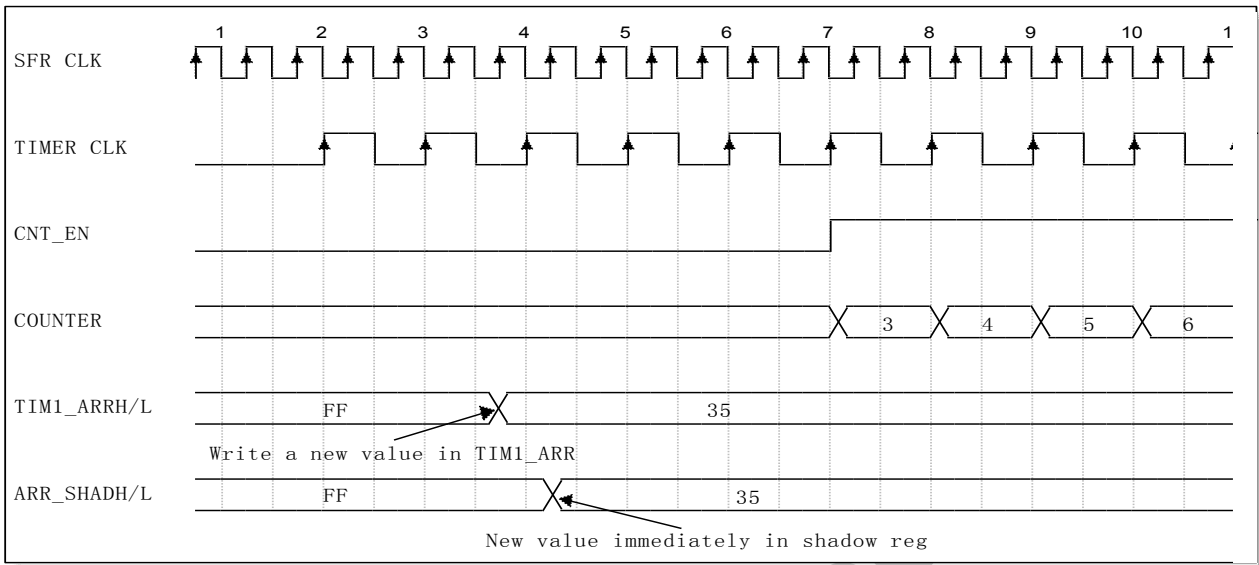 1 2 3 4 5 6 7 8 9 10 1
SFR CLK
TIMER CLK
CNT_EN
COUNTER 3 4 5 6
TIM1_ARRH/L FF 35
Write a new value in TIM1_ARR
ARR_SHADH/L FF 35
New value immediately in shadow reg